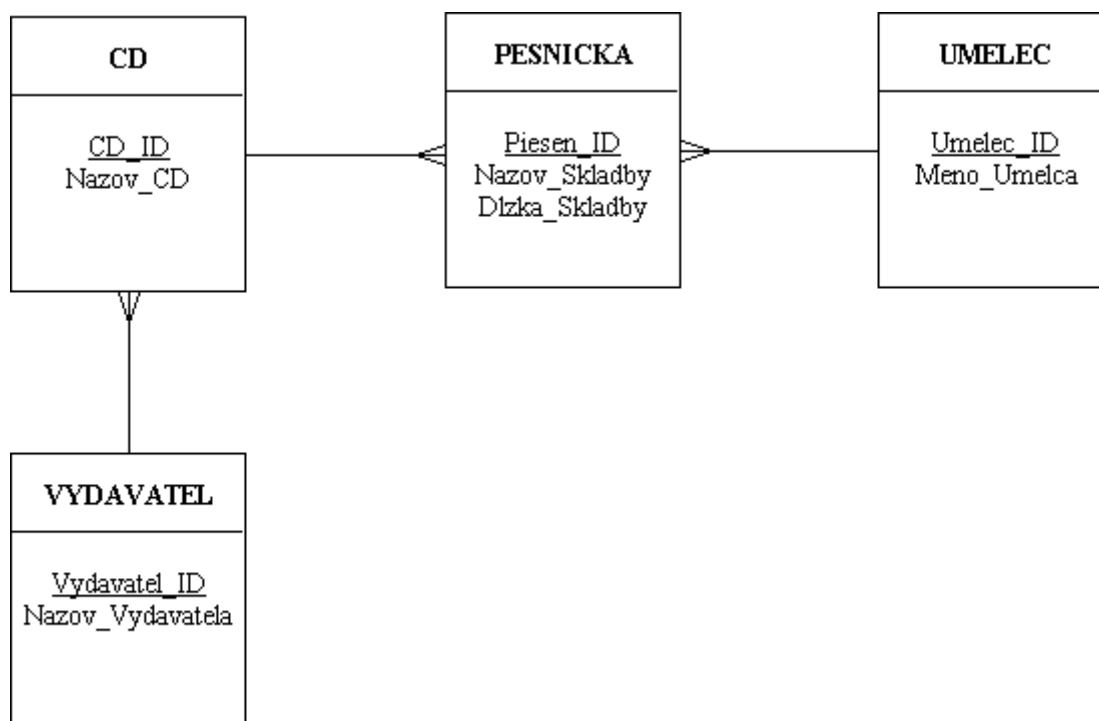 CD
CD_ID
Nazov_CD
PESNICKA
Piesen_ID
Nazov_Skladby
Dlzka_Skladby
UMELEC
Umelec_ID
Meno_Umelca
VYDAVATEL
Vydavatel_ID
Nazov_Vydavatela